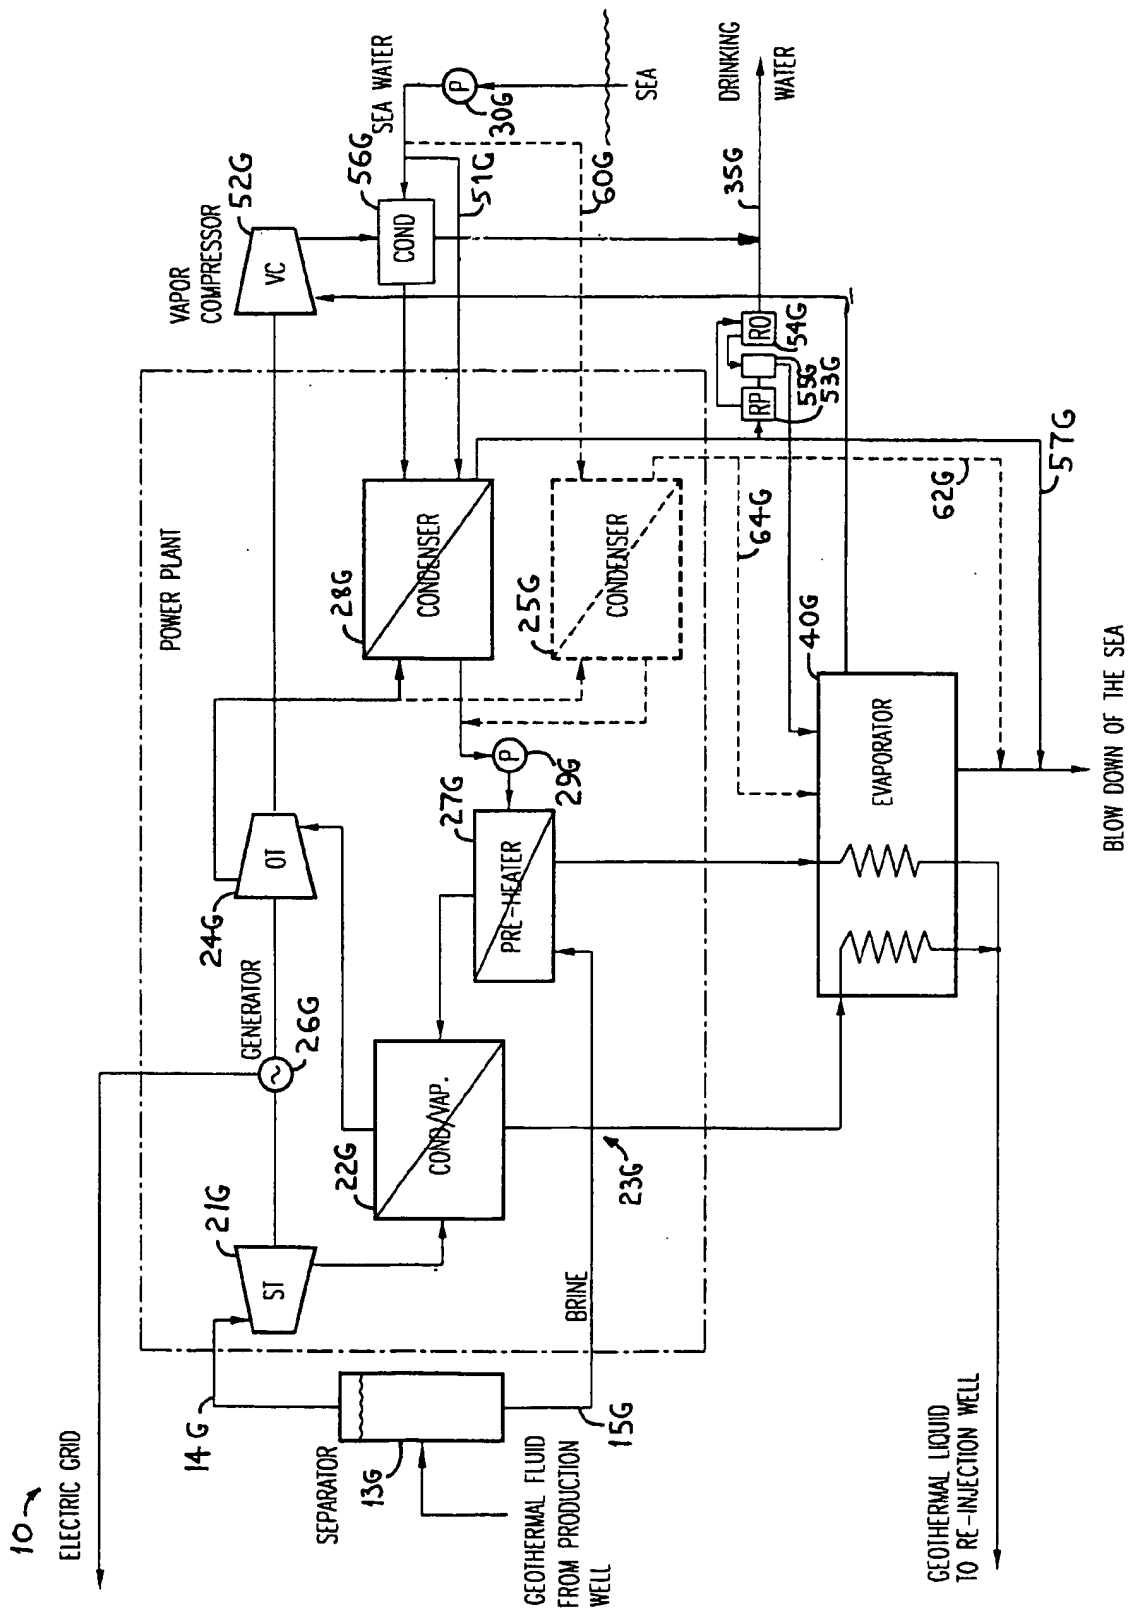 10
ELECTRIC GRID
14G
SEPARATOR
13G
GEOTHERMAL FLUID
FROM PRODUCTION
WELL
15G
BRINE
POWER PLANT
ST
21G
GENERATOR
26G
OT
24G
VAPOR
COMPRESSOR
VC
52G
COND/VAP.
22G
23G
PRE-HEATER
27G
P
29G
CONDENSER
28G
CONDENSER
25G
COND
56G
SEA WATER
51G
P
30G
SEA
60G
DRINKING
WATER
35G
RO
54G
55G
RP
53G
64G
62G
57G
EVAPORATOR
40G
BLOW DOWN OF THE SEA
GEOTHERMAL LIQUID
TO RE-INJECTION WELL